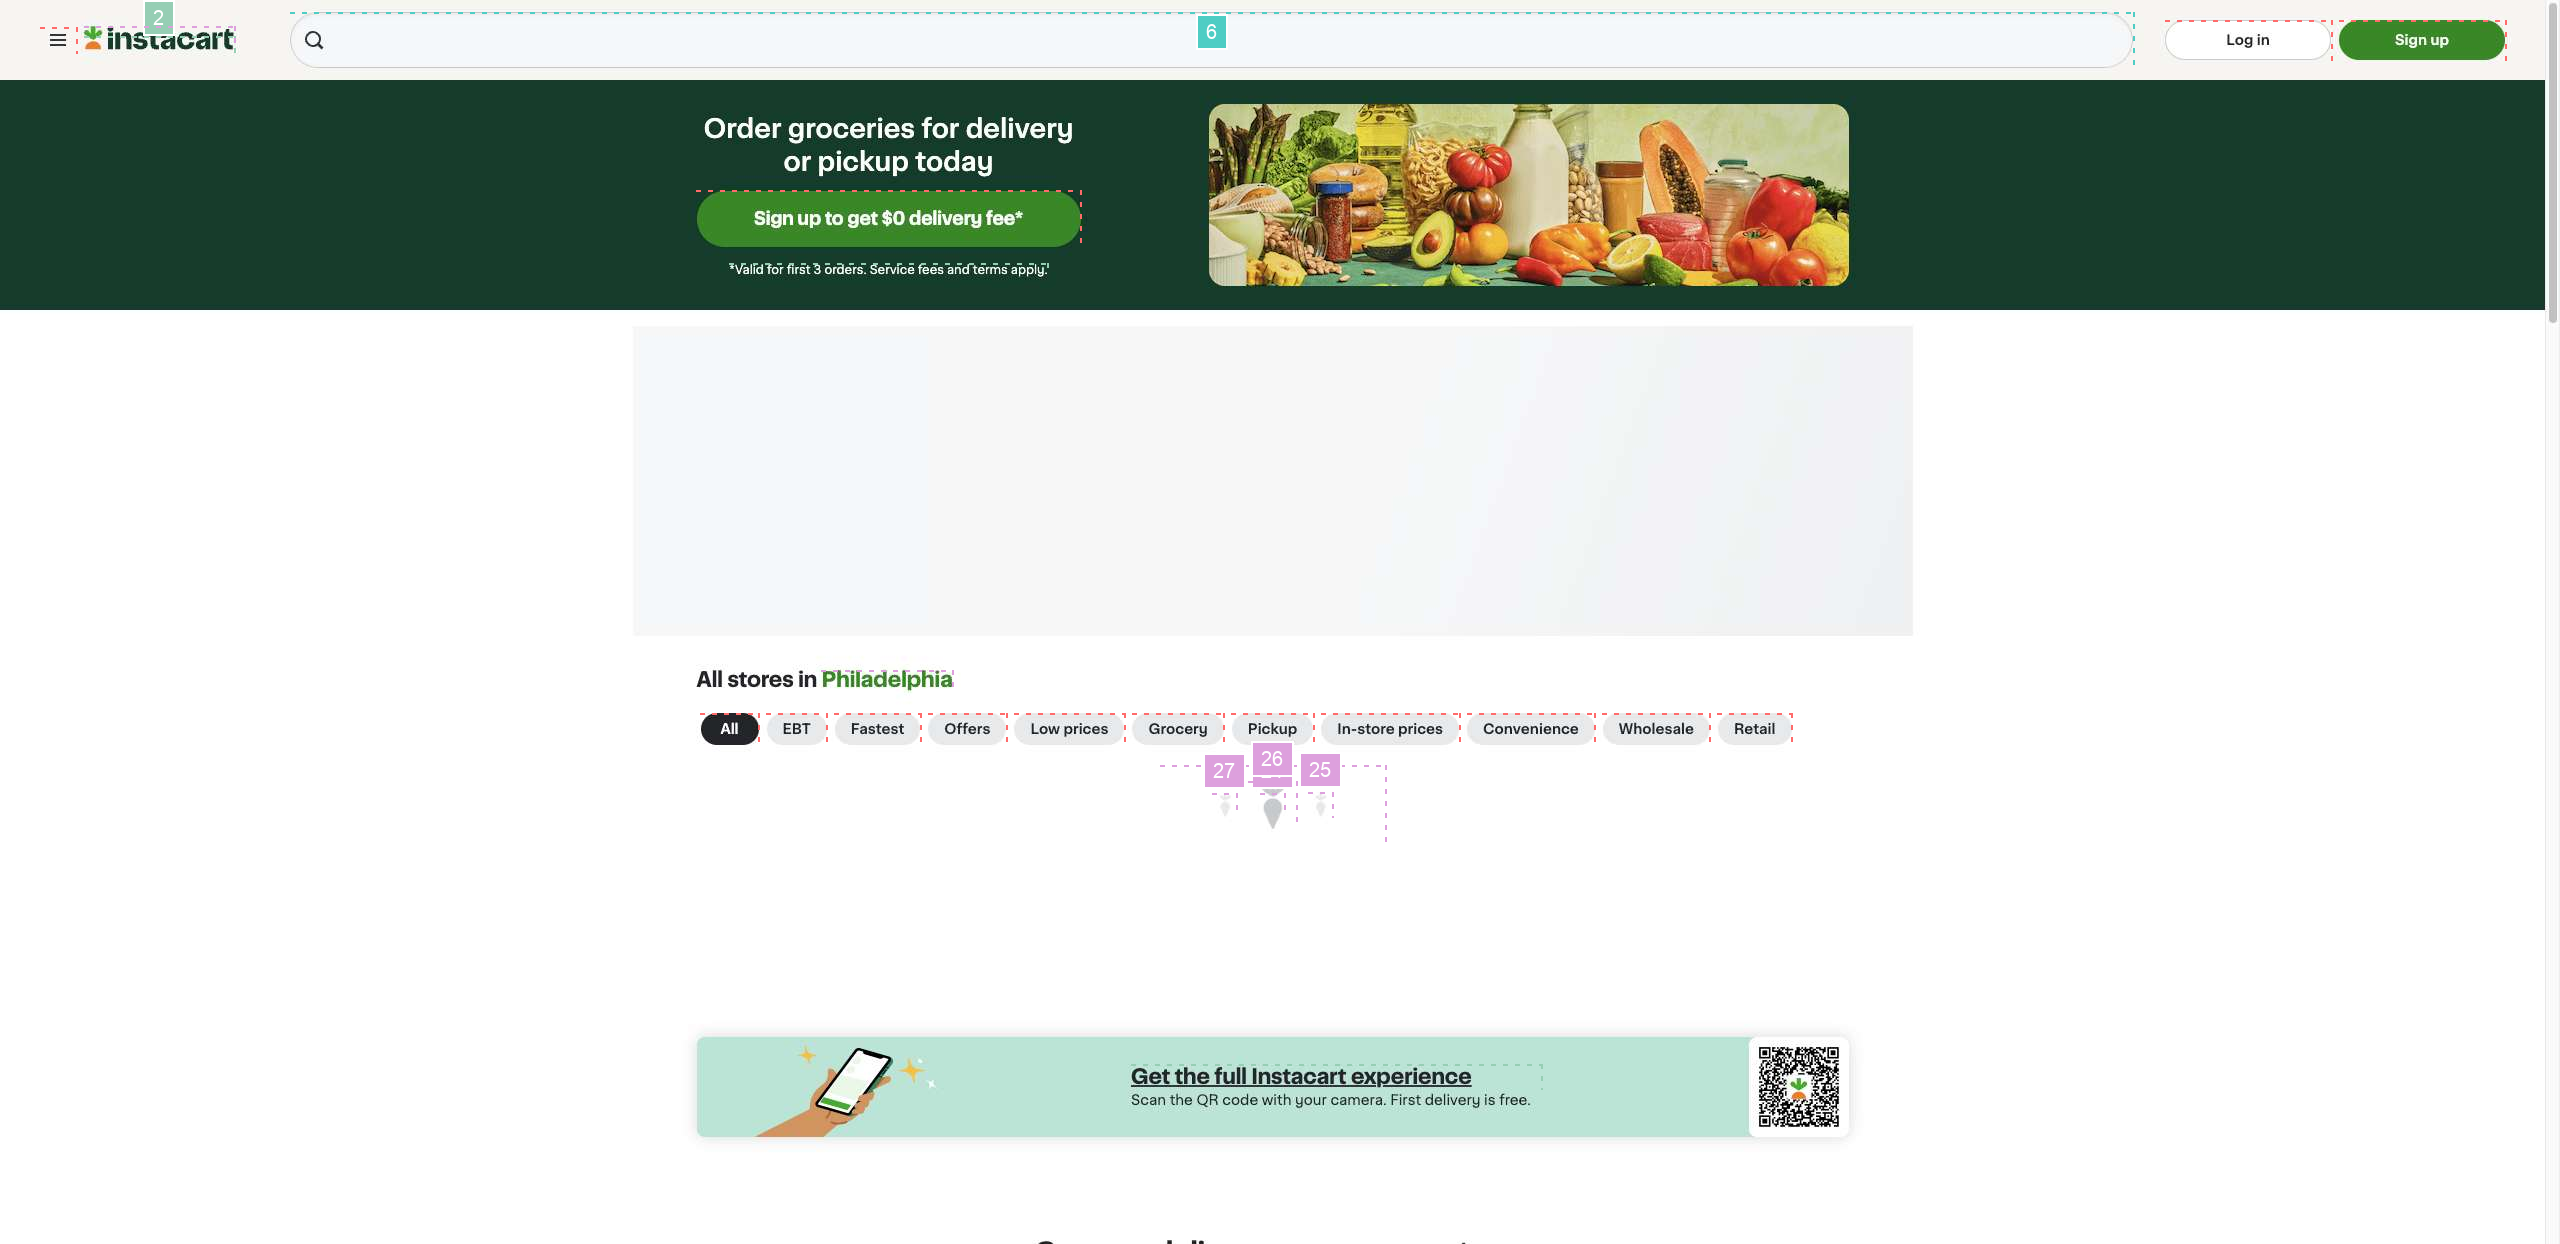 2
instacart
6
Log in
Sign up
Order groceries for delivery
or pickup today
Sign up to get $0 delivery fee*
*Valid for first 3 orders. Service fees and terms apply.
All stores in Philadelphia
All
EBT
Fastest
Offers
Low prices
Grocery
Pickup
In-store prices
Convenience
Wholesale
Retail
27
26
25
Get the full Instacart experience
Scan the QR code with your camera. First delivery is free.